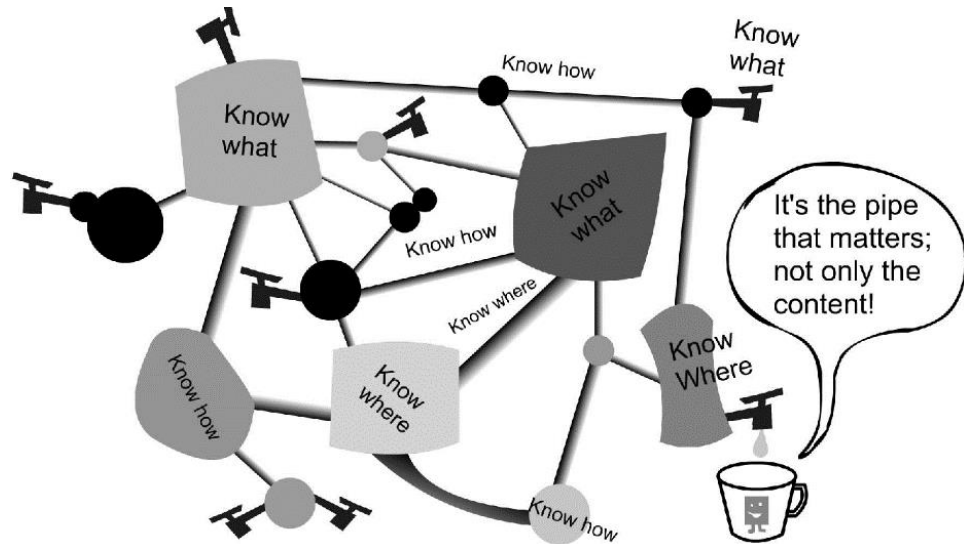 Know how
Know
what
Know
what
Know
what
Know how
Know where
It's the pipe
that matters;
not only the
content!
Know how
Know
where
Know
Where
Know how